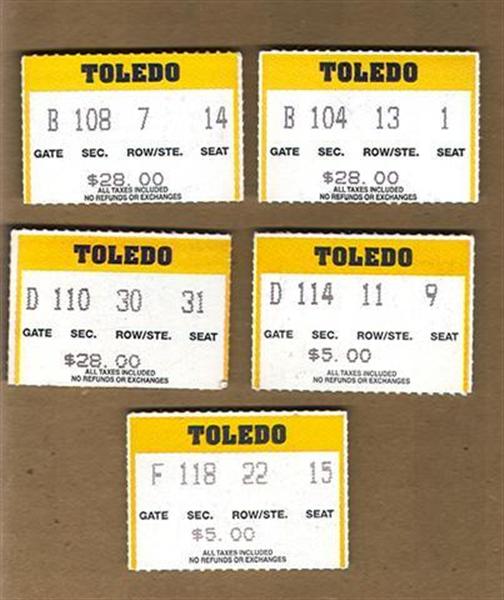 TOLEDO
B 108 7 14
GATE SEC. ROW/STE. SEAT
$28.00
ALL TAXES INCLUDED
NO REFUNDS OR EXCHANGES
TOLEDO
B 104 13 1
GATE SEC. ROW/STE. SEAT
$28.00
ALL TAXES INCLUDED
NO REFUNDS OR EXCHANGES
TOLEDO
D 110 30 31
GATE SEC. ROW/STE. SEAT
$28.00
ALL TAXES INCLUDED
NO REFUNDS OR EXCHANGES
TOLEDO
D 114 11 9
GATE SEC. ROW/STE. SEAT
$5.00
ALL TAXES INCLUDED
NO REFUNDS OR EXCHANGES
TOLEDO
F 118 22 15
GATE SEC. ROW/STE. SEAT
$5.00
ALL TAXES INCLUDED
NO REFUNDS OR EXCHANGES